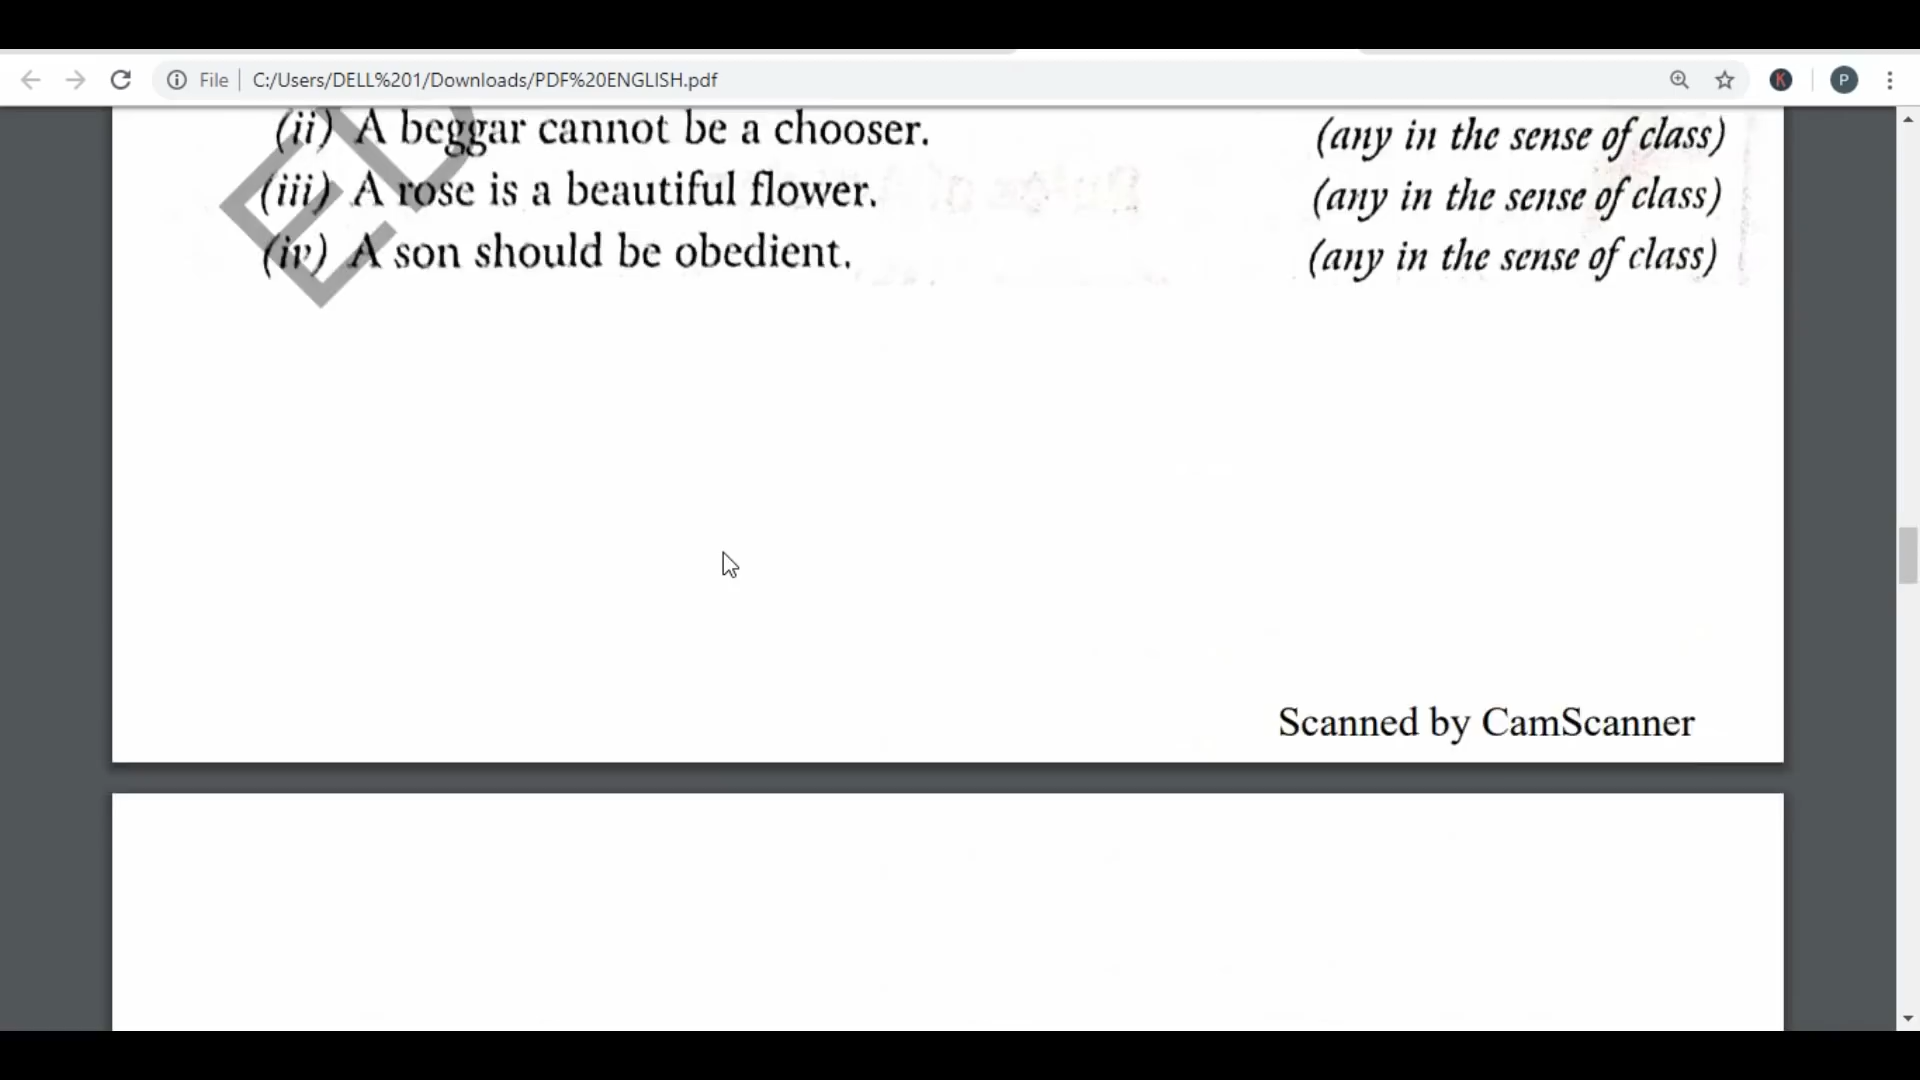 File
C:/Users/DELL%201/Downloads/PDF%20ENGLISH.pdf
K
P
(ii) A beggar cannot be a chooser. (any in the sense of class)
(iii) A rose is a beautiful flower. (any in the sense of class)
(iv) A son should be obedient. (any in the sense of class)
Scanned by CamScanner